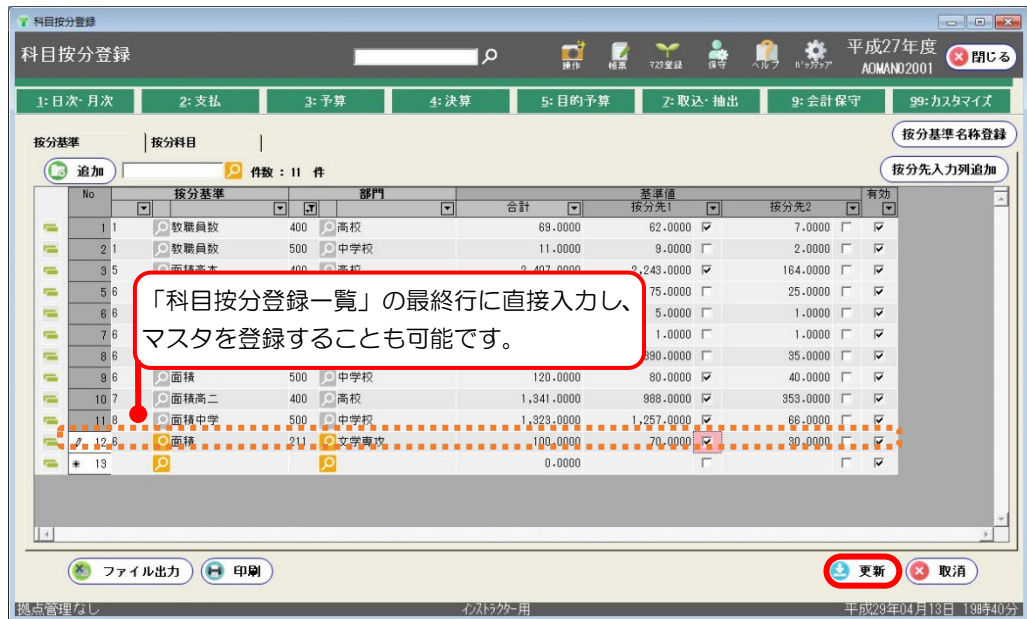 科目按分登録
科目按分登録 操作 帳票 ﾏｽﾀ登録 保守 ヘルプ ﾊﾞｯｸｱｯﾌﾟ 平成27年度 AOMANO2001 閉じる
1:日次・月次 2:支払 3:予算 4:決算 5:目的予算 7:取込・抽出 9:会計保守 99:カスタマイズ
按分基準 按分科目 按分基準名称登録
追加 件数 : 11 件 按分先入力列追加
No 按分基準 部門 基準値 有効
合計 按分先1 按分先2
1 1 教職員数 400 高校 69.0000 62.0000 7.0000
2 1 教職員数 500 中学校 11.0000 9.0000 2.0000
3 5 面積高本 400 高校 2,407.0000 2,243.0000 164.0000
5 6 75.0000 25.0000
6 6 5.0000 1.0000
7 6 1.0000 1.0000
8 6 390.0000 35.0000
9 6 面積 500 中学校 120.0000 80.0000 40.0000
10 7 面積高二 400 高校 1,341.0000 988.0000 353.0000
11 8 面積中学 500 中学校 1,323.0000 1,257.0000 66.0000
12 6 面積 211 文学専攻 100.0000 70.0000 30.0000
* 13 0.0000
「科目按分登録一覧」の最終行に直接入力し、
マスタを登録することも可能です。
ファイル出力 印刷 更新 取消
拠点管理なし ｲﾝｽﾄﾗｸﾀｰ用 平成29年04月13日 19時40分